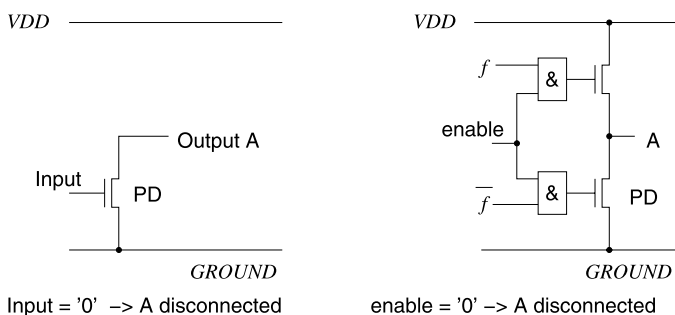 VDD
Output A
Input
PD
GROUND
Input = '0' –> A disconnected
VDD
f
&
enable
A
&
f̅
PD
GROUND
enable = '0' –> A disconnected